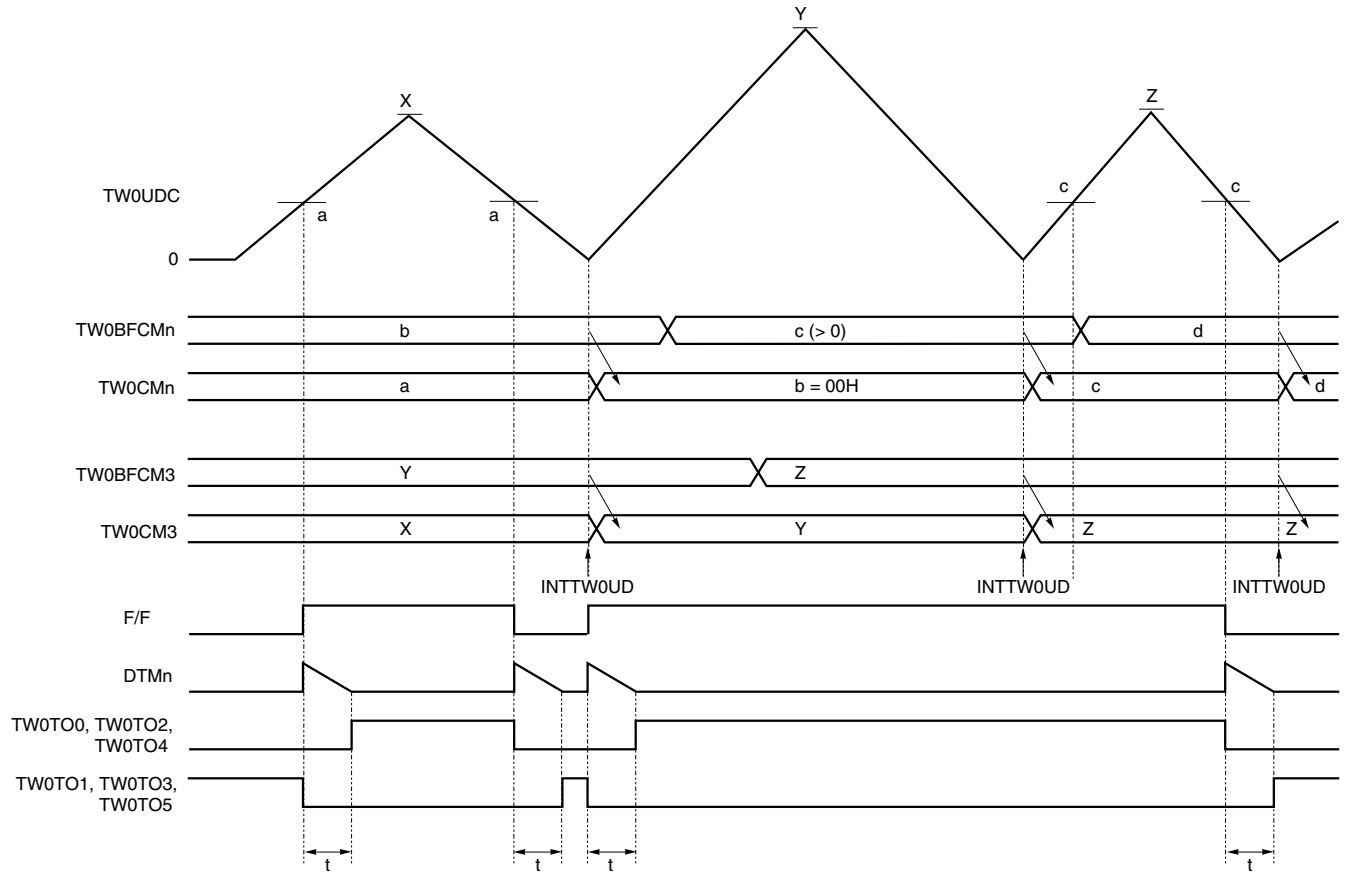 Y
X
Z
TW0UDC
a
a
c
c
0
TW0BFCMn
b
c (> 0)
d
TW0CMn
a
b = 00H
c
d
TW0BFCM3
Y
Z
TW0CM3
X
Y
Z
Z
INTTW0UD
INTTW0UD
INTTW0UD
F/F
DTMn
TW0TO0, TW0TO2,
TW0TO4
TW0TO1, TW0TO3,
TW0TO5
t
t
t
t